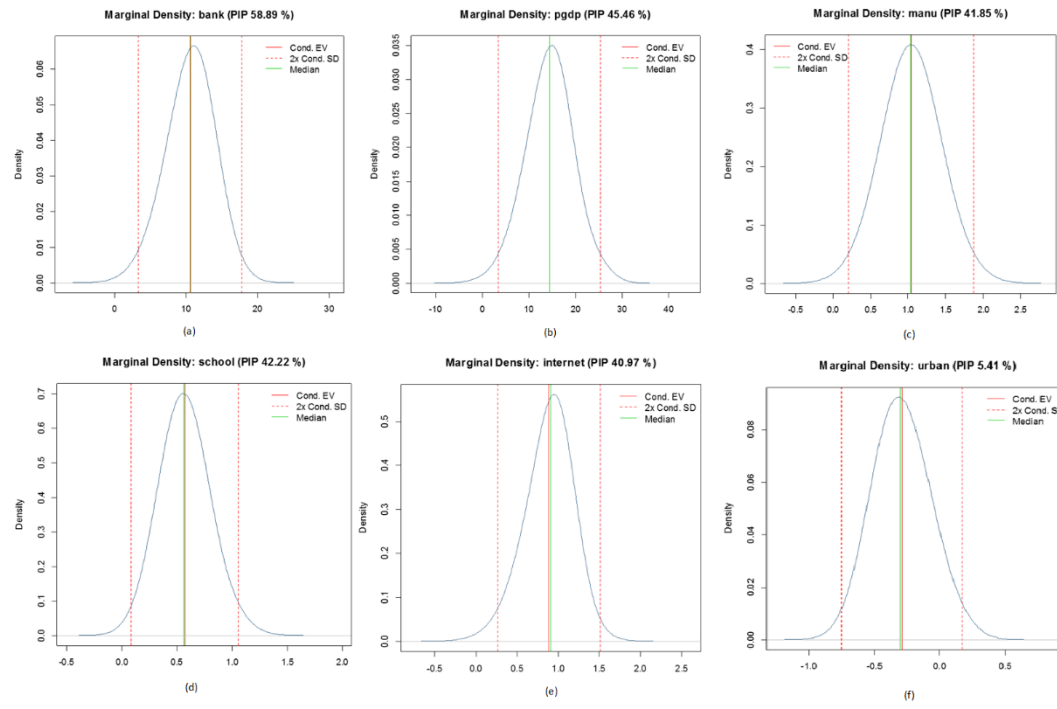 Marginal Density: bank (PIP 58.89 %)
Cond. EV
2x Cond. SD
Median
Density
0.00
0.01
0.02
0.03
0.04
0.05
0.06
0
10
20
30
(a)
Marginal Density: pgdp (PIP 45.46 %)
Cond. EV
2x Cond. SD
Median
Density
0.000
0.005
0.010
0.015
0.020
0.025
0.030
0.035
-10
0
10
20
30
40
(b)
Marginal Density: manu (PIP 41.85 %)
Cond. EV
2x Cond. SD
Median
Density
0.0
0.1
0.2
0.3
0.4
-0.5
0.0
0.5
1.0
1.5
2.0
2.5
(c)
Marginal Density: school (PIP 42.22 %)
Cond. EV
2x Cond. SD
Median
Density
0.0
0.1
0.2
0.3
0.4
0.5
0.6
0.7
-0.5
0.0
0.5
1.0
1.5
2.0
(d)
Marginal Density: internet (PIP 40.97 %)
Cond. EV
2x Cond. SD
Median
Density
0.0
0.1
0.2
0.3
0.4
0.5
-0.5
0.0
0.5
1.0
1.5
2.0
2.5
(e)
Marginal Density: urban (PIP 5.41 %)
Cond. EV
2x Cond. S
Median
Density
0.00
0.02
0.04
0.06
0.08
-1.0
-0.5
0.0
0.5
(f)